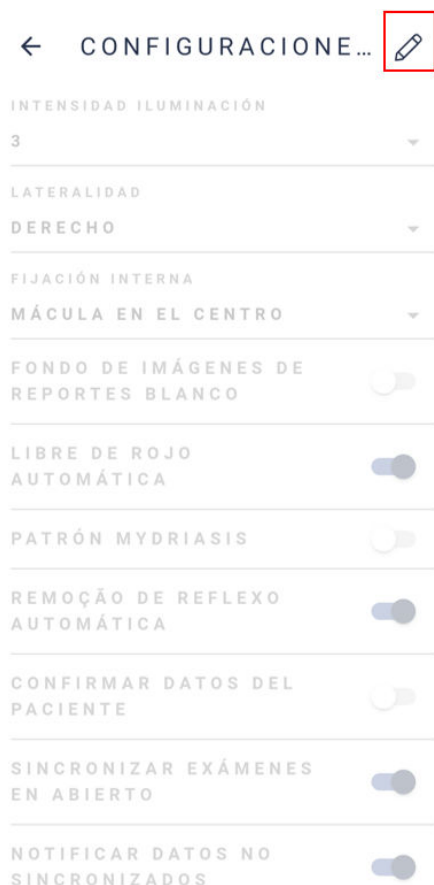 CONFIGURACIONE...
INTENSIDAD ILUMINACIÓN
3
LATERALIDAD
DERECHO
FIJACIÓN INTERNA
MÁCULA EN EL CENTRO
FONDO DE IMÁGENES DE
REPORTES BLANCO
LIBRE DE ROJO
AUTOMÁTICA
PATRÓN MYDRIASIS
REMOÇÃO DE REFLEXO
AUTOMÁTICA
CONFIRMAR DATOS DEL
PACIENTE
SINCRONIZAR EXÁMENES
EN ABIERTO
NOTIFICAR DATOS NO
SINCRONIZADOS